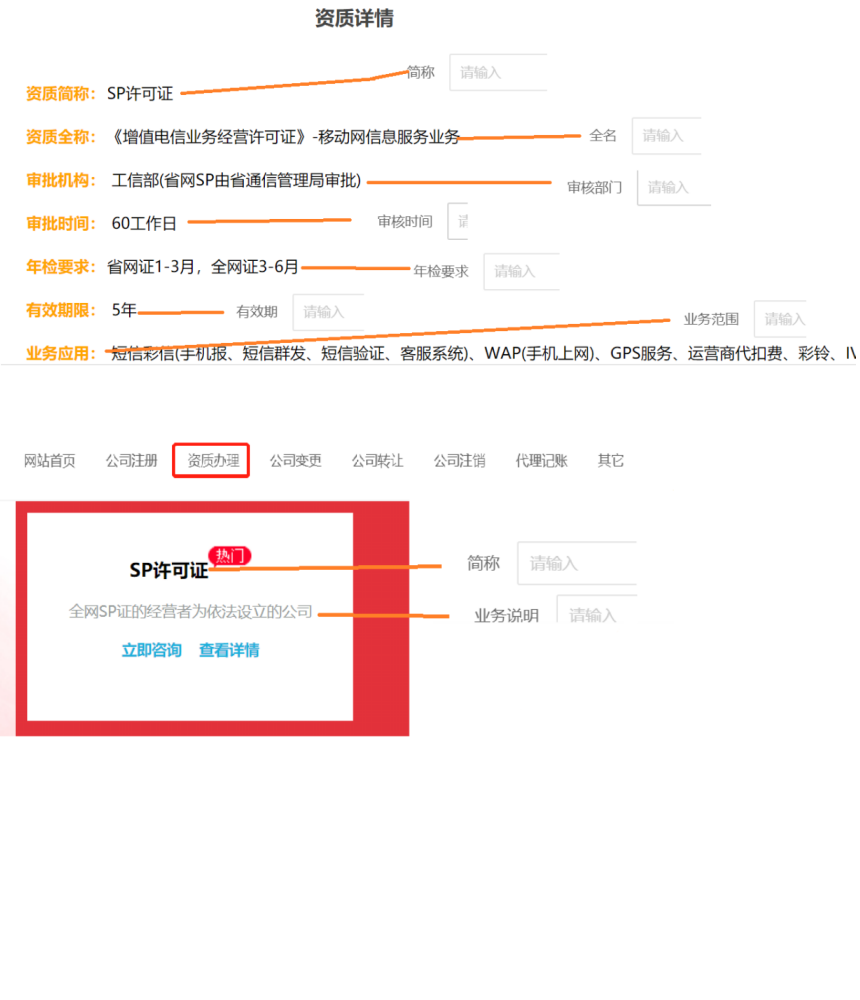 资质详情
简称 请输入
资质简称： SP许可证
资质全称： 《增值电信业务经营许可证》-移动网信息服务业务 全名 请输入
审批机构： 工信部(省网SP由省通信管理局审批) 审核部门 请输入
审批时间： 60工作日 审核时间 请
年检要求： 省网证1-3月，全网证3-6月 年检要求 请输入
有效期限： 5年 有效期 请输入
业务范围 请输入
业务应用： 短信彩信(手机报、短信群发、短信验证、客服系统)、WAP(手机上网)、GPS服务、运营商代扣费、彩铃、IV
网站首页 公司注册 资质办理 公司变更 公司转让 公司注销 代理记账 其它
热门
SP许可证 简称 请输入
全网SP证的经营者为依法设立的公司 业务说明 请输入
立即咨询 查看详情